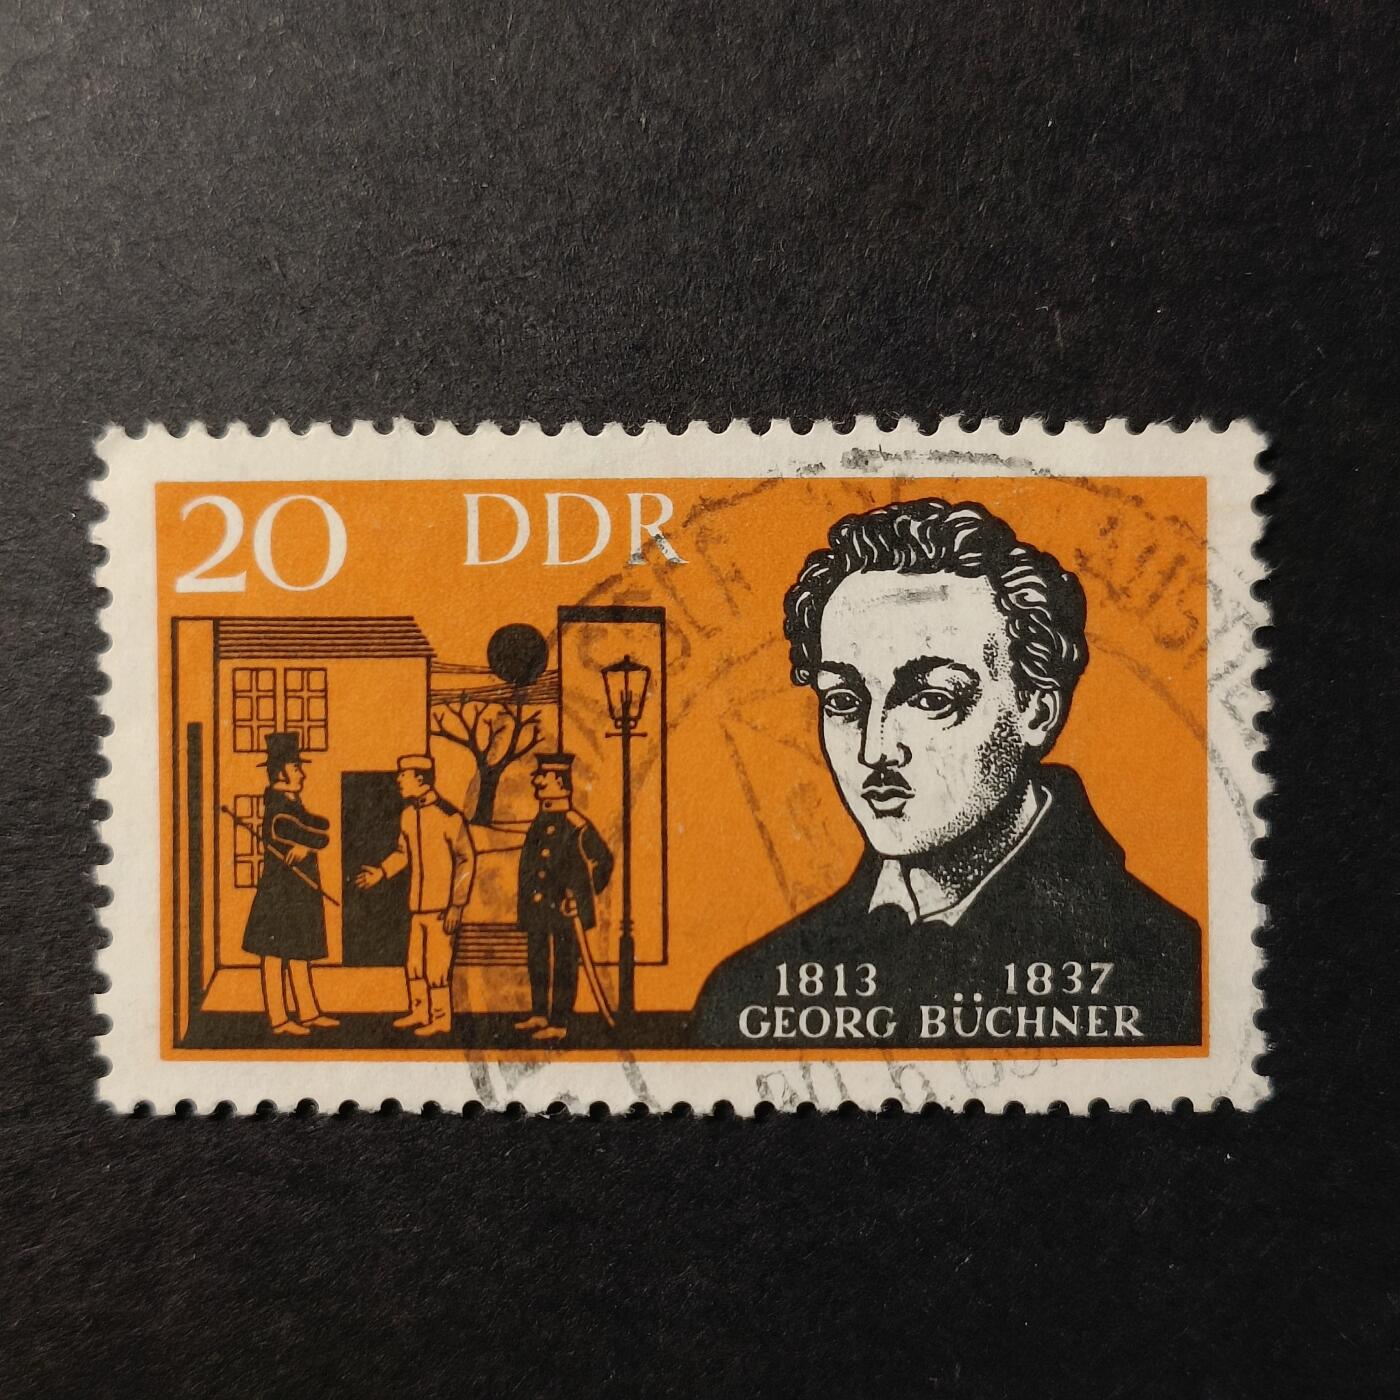 20 DDR
1813 1837
GEORG BÜCHNER